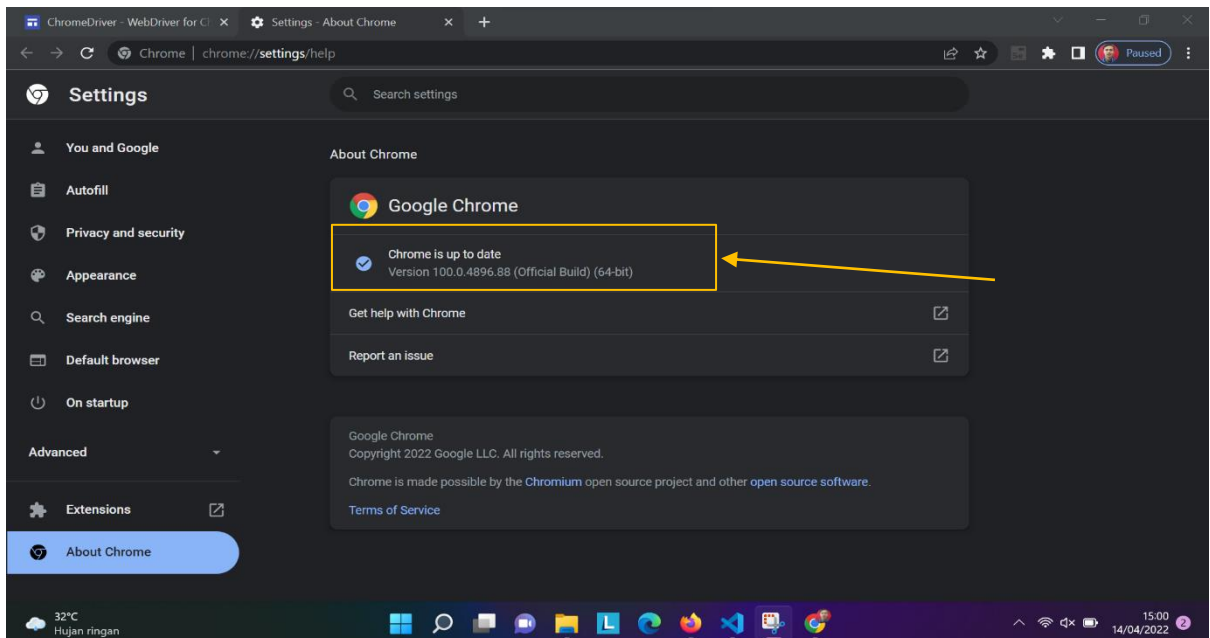 ChromeDriver - WebDriver for Cl
Settings - About Chrome
Chrome | chrome://settings/help
Paused
Settings
Search settings
You and Google
Autofill
Privacy and security
Appearance
Search engine
Default browser
On startup
Advanced
Extensions
About Chrome
About Chrome
Google Chrome
Chrome is up to date
Version 100.0.4896.88 (Official Build) (64-bit)
Get help with Chrome
Report an issue
Google Chrome
Copyright 2022 Google LLC. All rights reserved.
Chrome is made possible by the Chromium open source project and other open source software.
Terms of Service
32°C
Hujan ringan
L
15:00
14/04/2022
2